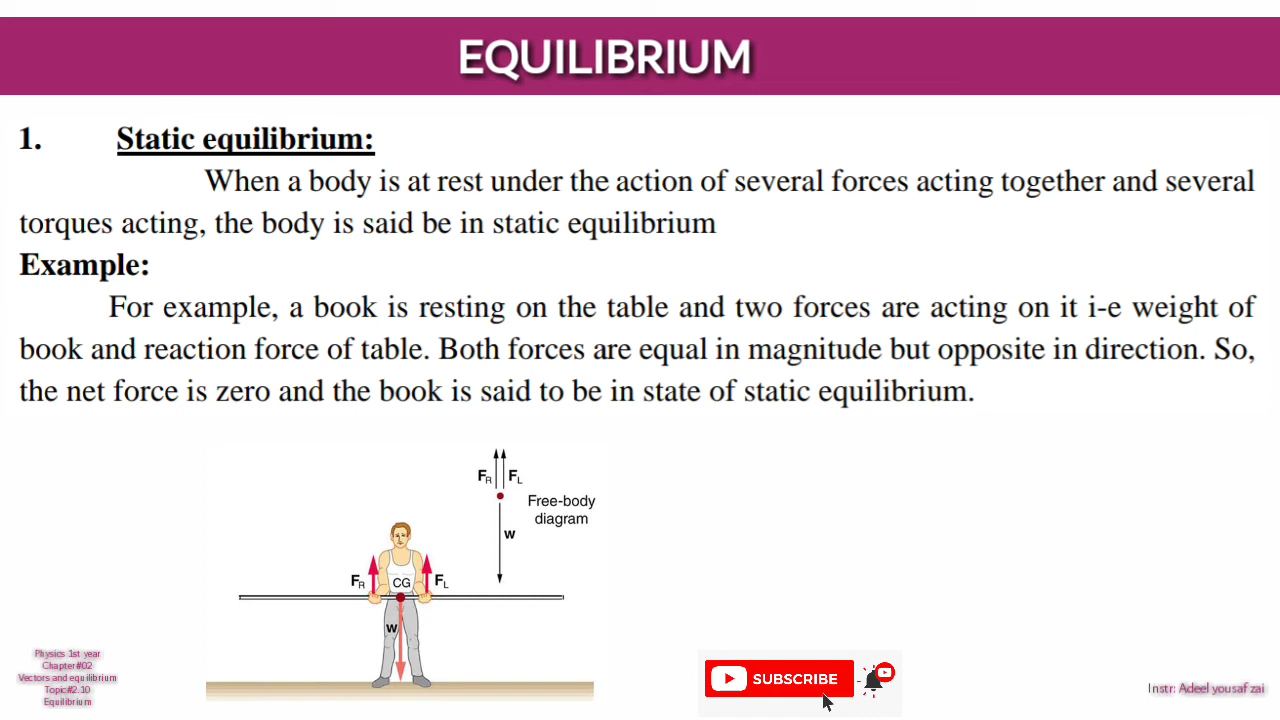 EQUILIBRIUM
1. Static equilibrium:
When a body is at rest under the action of several forces acting together and several
torques acting, the body is said be in static equilibrium
Example:
For example, a book is resting on the table and two forces are acting on it i-e weight of
book and reaction force of table. Both forces are equal in magnitude but opposite in direction. So,
the net force is zero and the book is said to be in state of static equilibrium.
FR FL
Free-body
diagram
w
FR CG FL
w
Physics 1st year
Chapter#02
Vectors and equilibrium
Topic#2.10
Equilibrium
SUBSCRIBE
Instr: Adeel yousaf zai